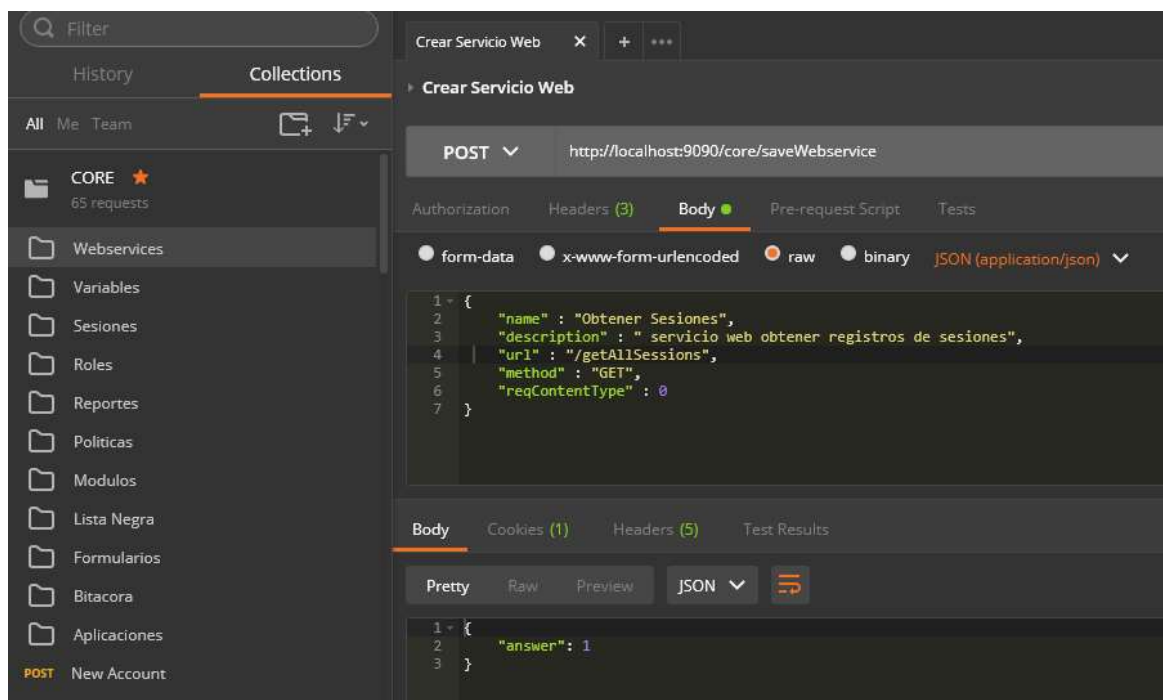 Filter
History Collections
All Me Team
CORE
65 requests
Webservices
Variables
Sesiones
Roles
Reportes
Politicas
Modulos
Lista Negra
Formularios
Bitacora
Aplicaciones
POST New Account
Crear Servicio Web × + •••
Crear Servicio Web
POST http://localhost:9090/core/saveWebservice
Authorization Headers (3) Body Pre-request Script Tests
form-data x-www-form-urlencoded raw binary JSON (application/json)
1 {
2 "name" : "Obtener Sesiones",
3 "description" : " servicio web obtener registros de sesiones",
4 "url" : "/getAllSessions",
5 "method" : "GET",
6 "reqContentType" : 0
7 }
Body Cookies (1) Headers (5) Test Results
Pretty Raw Preview JSON
1 {
2 "answer": 1
3 }